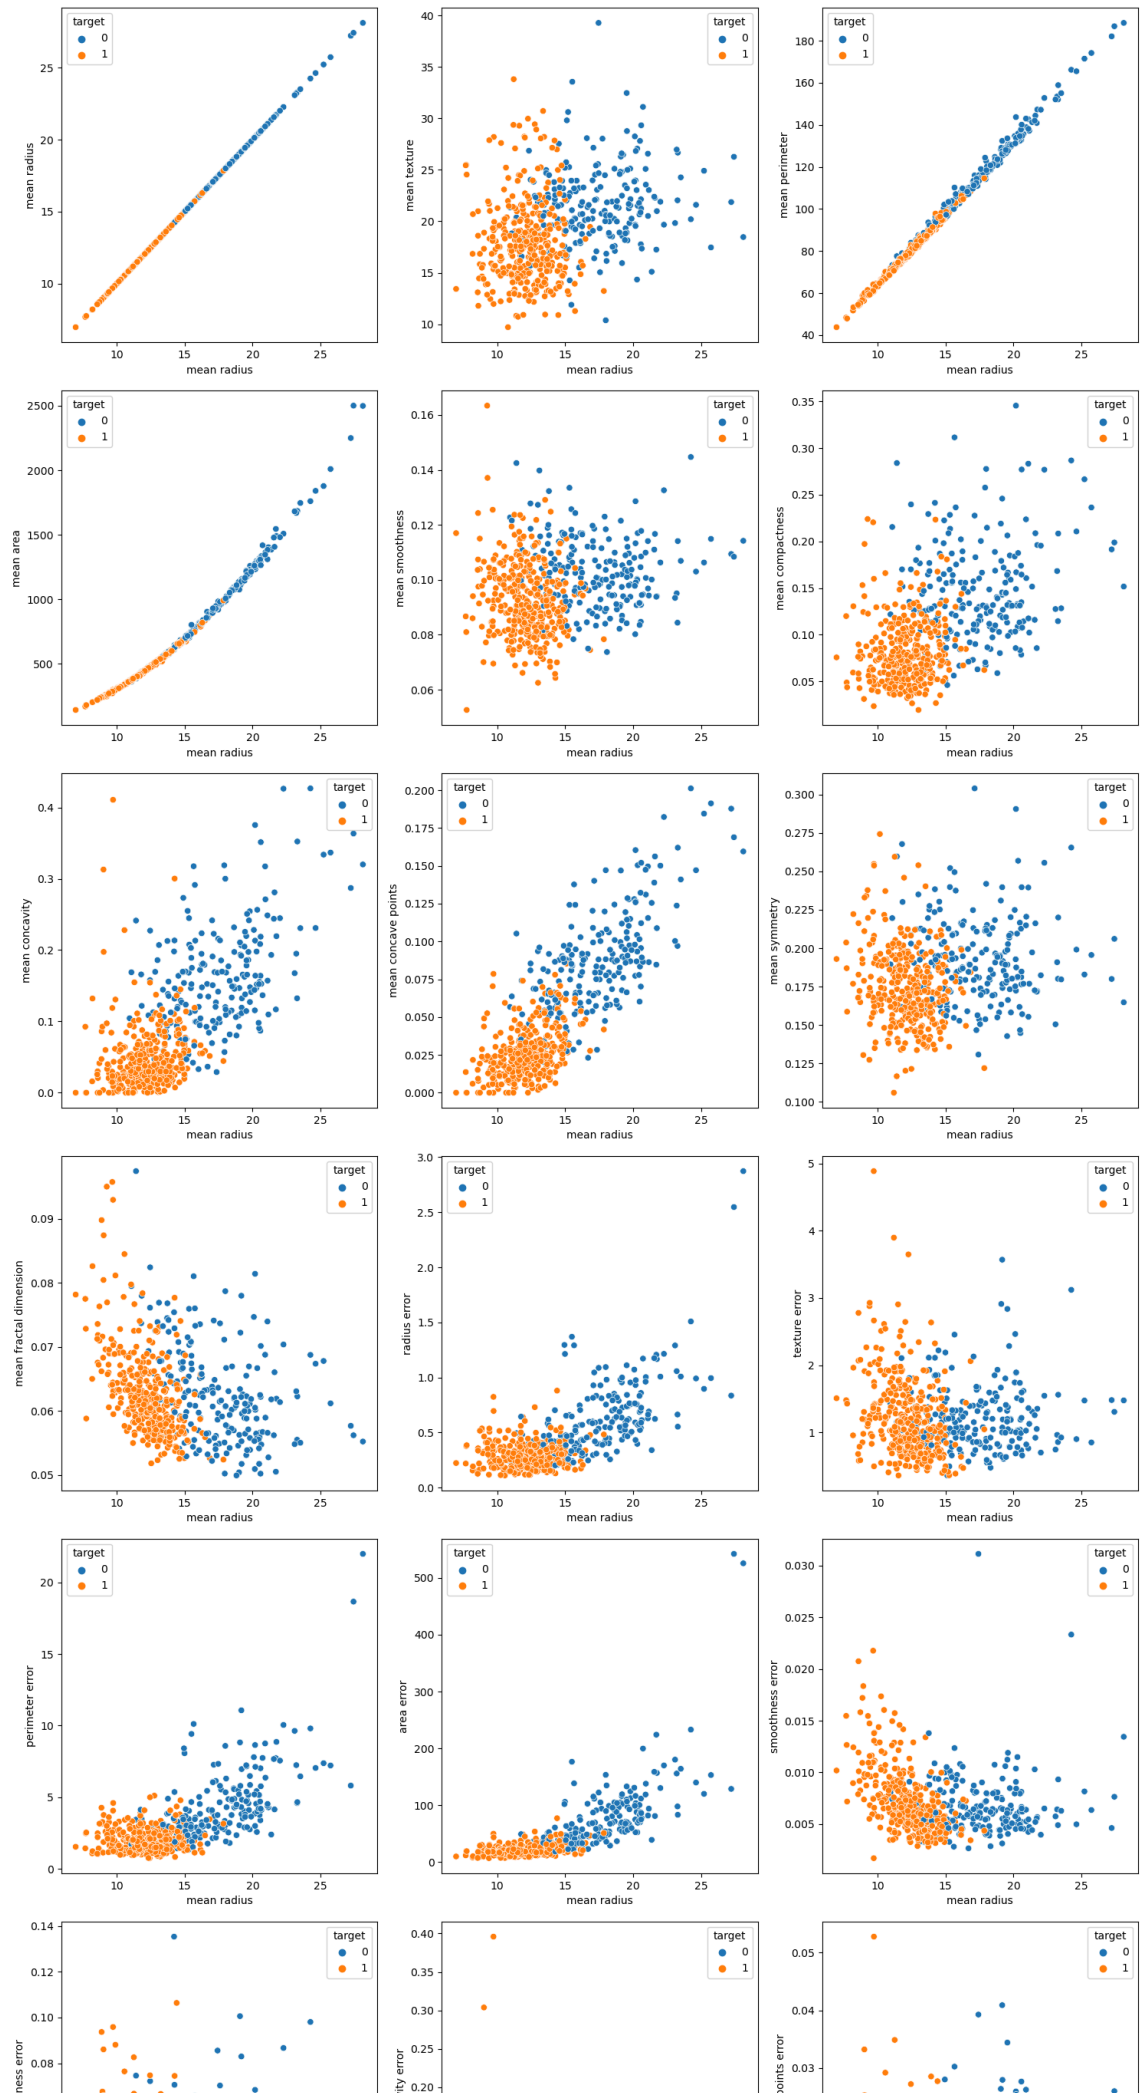 target
0
1
25
20
15
10
mean radius
10 15 20 25
mean radius
target
0
1
40
35
30
25
20
15
10
mean texture
10 15 20 25
mean radius
target
0
1
180
160
140
120
100
80
60
40
mean perimeter
10 15 20 25
mean radius
target
0
1
2500
2000
1500
1000
500
mean area
10 15 20 25
mean radius
target
0
1
0.16
0.14
0.12
0.10
0.08
0.06
mean smoothness
10 15 20 25
mean radius
target
0
1
0.35
0.30
0.25
0.20
0.15
0.10
0.05
mean compactness
10 15 20 25
mean radius
target
0
1
0.4
0.3
0.2
0.1
0.0
mean concavity
10 15 20 25
mean radius
target
0
1
0.200
0.175
0.150
0.125
0.100
0.075
0.050
0.025
0.000
mean concave points
10 15 20 25
mean radius
target
0
1
0.300
0.275
0.250
0.225
0.200
0.175
0.150
0.125
0.100
mean symmetry
10 15 20 25
mean radius
target
0
1
0.09
0.08
0.07
0.06
0.05
mean fractal dimension
10 15 20 25
mean radius
target
0
1
3.0
2.5
2.0
1.5
1.0
0.5
0.0
radius error
10 15 20 25
mean radius
target
0
1
5
4
3
2
1
texture error
10 15 20 25
mean radius
target
0
1
20
15
10
5
0
perimeter error
10 15 20 25
mean radius
target
0
1
500
400
300
200
100
0
area error
10 15 20 25
mean radius
target
0
1
0.030
0.025
0.020
0.015
0.010
0.005
smoothness error
10 15 20 25
mean radius
target
0
1
0.14
0.12
0.10
0.08
ness error
target
0
1
0.40
0.35
0.30
0.25
0.20
ity error
target
0
1
0.05
0.04
0.03
points error